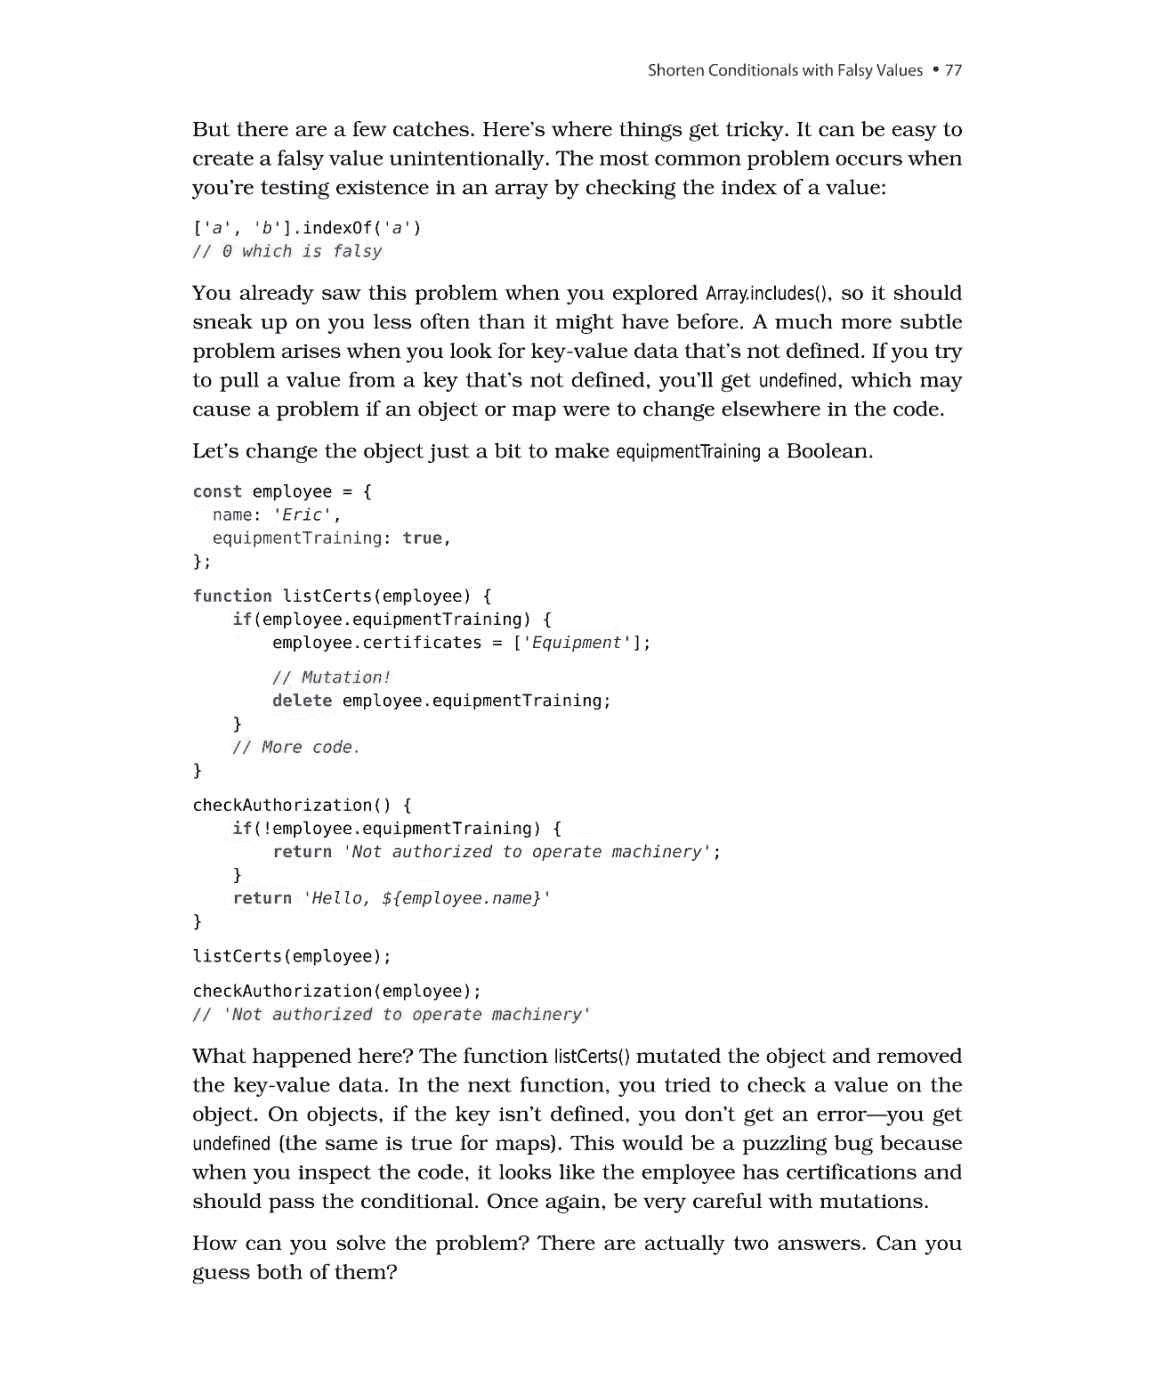 Shorten Conditionals with Falsy Values • 77
But there are a few catches. Here's where things get tricky. It can be easy to
create a falsy value unintentionally. The most common problem occurs when
you're testing existence in an array by checking the index of a value:
['a', 'b'].indexOf('a')
// 0 which is falsy
You already saw this problem when you explored Array.includes(), so it should
sneak up on you less often than it might have before. A much more subtle
problem arises when you look for key-value data that's not defined. If you try
to pull a value from a key that's not defined, you'll get undefined, which may
cause a problem if an object or map were to change elsewhere in the code.
Let's change the object just a bit to make equipmentTraining a Boolean.
const employee = {
  name: 'Eric',
  equipmentTraining: true,
};
function listCerts(employee) {
    if(employee.equipmentTraining) {
        employee.certificates = ['Equipment'];
        // Mutation!
        delete employee.equipmentTraining;
    }
    // More code.
}
checkAuthorization() {
    if(!employee.equipmentTraining) {
        return 'Not authorized to operate machinery';
    }
    return 'Hello, ${employee.name}'
}
listCerts(employee);
checkAuthorization(employee);
// 'Not authorized to operate machinery'
What happened here? The function listCerts() mutated the object and removed
the key-value data. In the next function, you tried to check a value on the
object. On objects, if the key isn't defined, you don't get an error—you get
undefined (the same is true for maps). This would be a puzzling bug because
when you inspect the code, it looks like the employee has certifications and
should pass the conditional. Once again, be very careful with mutations.
How can you solve the problem? There are actually two answers. Can you
guess both of them?